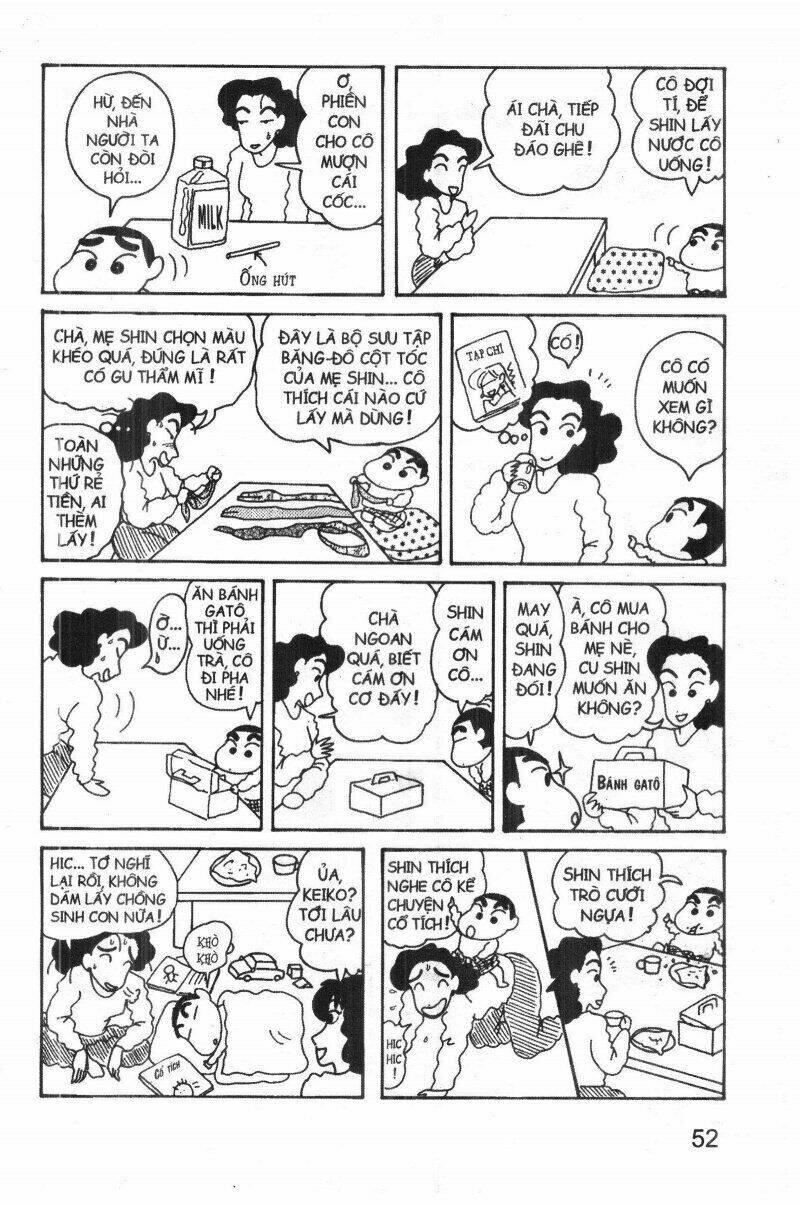 CÔ ĐỢI
TÍ, ĐỂ
SHIN LẤY
NƯỚC CÔ
UỐNG!
ÁI CHÀ, TIẾP
ĐÃI CHU
ĐÁO GHÊ!
Ơ,
PHIỀN
CON
CHO CÔ
MƯỢN
CÁI
CỐC...
HỪ, ĐẾN
NHÀ
NGƯỜI TA
CÒN ĐÒI
HỎI...
MILK
ỐNG HÚT
CÔ CÓ
MUỐN
XEM GÌ
KHÔNG?
CÓ!
TẠP CHÍ
ĐÂY LÀ BỘ SƯU TẬP
BĂNG-ĐÔ CỘT TÓC
CỦA MẸ SHIN... CÔ
THÍCH CÁI NÀO CỨ
LẤY MÀ DÙNG!
CHÀ, MẸ SHIN CHỌN MÀU
KHÉO QUÁ, ĐÚNG LÀ RẤT
CÓ GU THẨM MĨ!
TOÀN
NHỮNG
THỨ RẺ
TIỀN, AI
THÈM
LẤY!
À, CÔ MUA
BÁNH CHO
MẸ NÈ,
CU SHIN
MUỐN ĂN
KHÔNG?
MAY
QUÁ,
SHIN
ĐANG
ĐÓI!
BÁNH GATÔ
SHIN
CÁM
ƠN
CÔ...
CHÀ
NGOAN
QUÁ, BIẾT
CÁM ƠN
CƠ ĐẤY!
ĂN BÁNH
GATÔ
THÌ PHẢI
UỐNG
TRÀ, CÔ
ĐI PHA
NHÉ!
Ờ...
Ừ...
SHIN THÍCH
TRÒ CƯỠI
NGỰA!
SHIN THÍCH
NGHE CÔ KỂ
CHUYỆN
CỔ TÍCH!
HIC
HIC
!
ỦA,
KEIKO?
TỚI LÂU
CHƯA?
KHÒ
KHÒ
HIC... TỚ NGHĨ
LẠI RỒI, KHÔNG
DÁM LẤY CHỒNG
SINH CON NỮA!
CỔ TÍCH
52